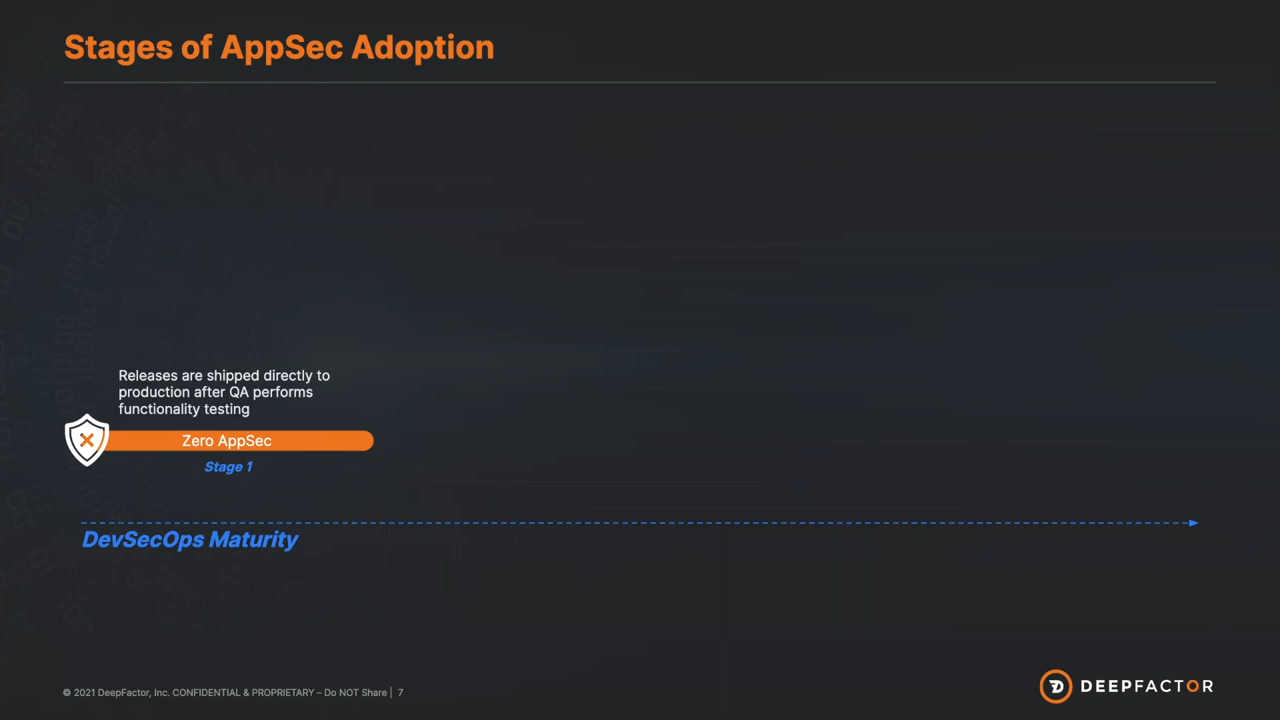 Stages of AppSec Adoption
Releases are shipped directly to
production after QA performs
functionality testing
Zero AppSec
Stage 1
DevSecOps Maturity
© 2021 DeepFactor, Inc. CONFIDENTIAL & PROPRIETARY – Do NOT Share | 7
DEEPFACTOR